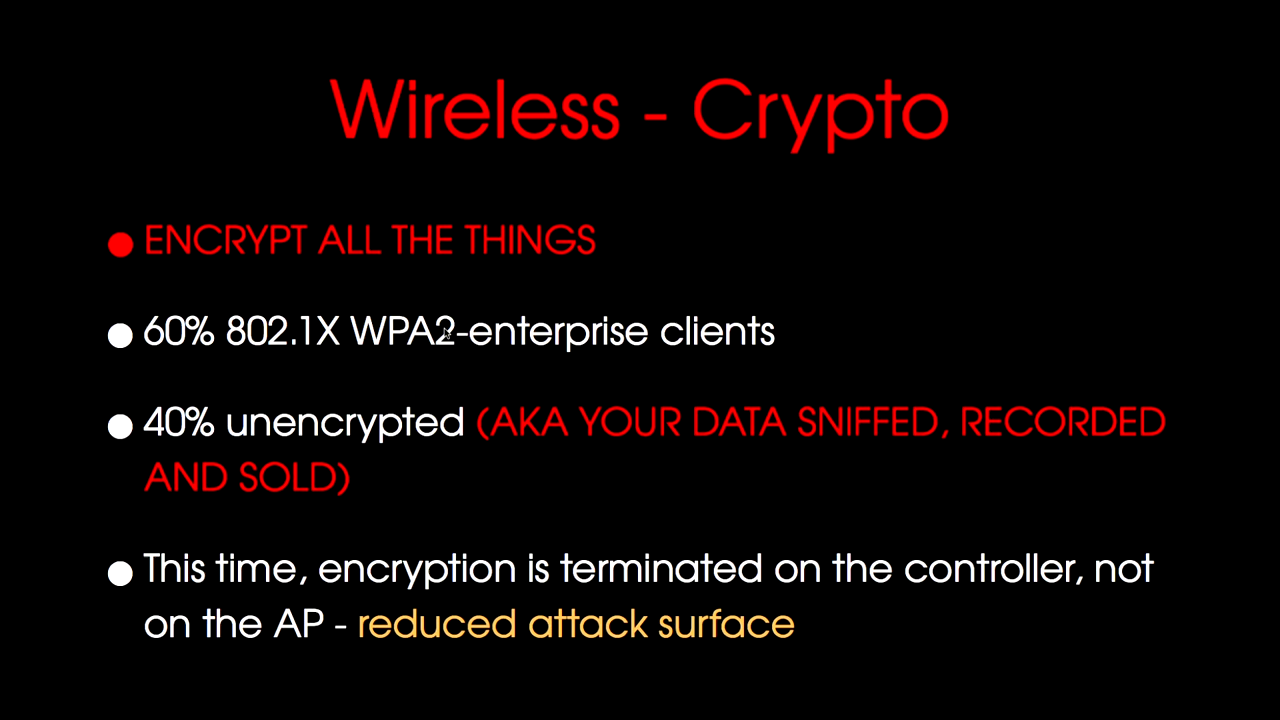 Wireless - Crypto
ENCRYPT ALL THE THINGS
60% 802.1X WPA2-enterprise clients
40% unencrypted (AKA YOUR DATA SNIFFED, RECORDED
AND SOLD)
This time, encryption is terminated on the controller, not
on the AP - reduced attack surface